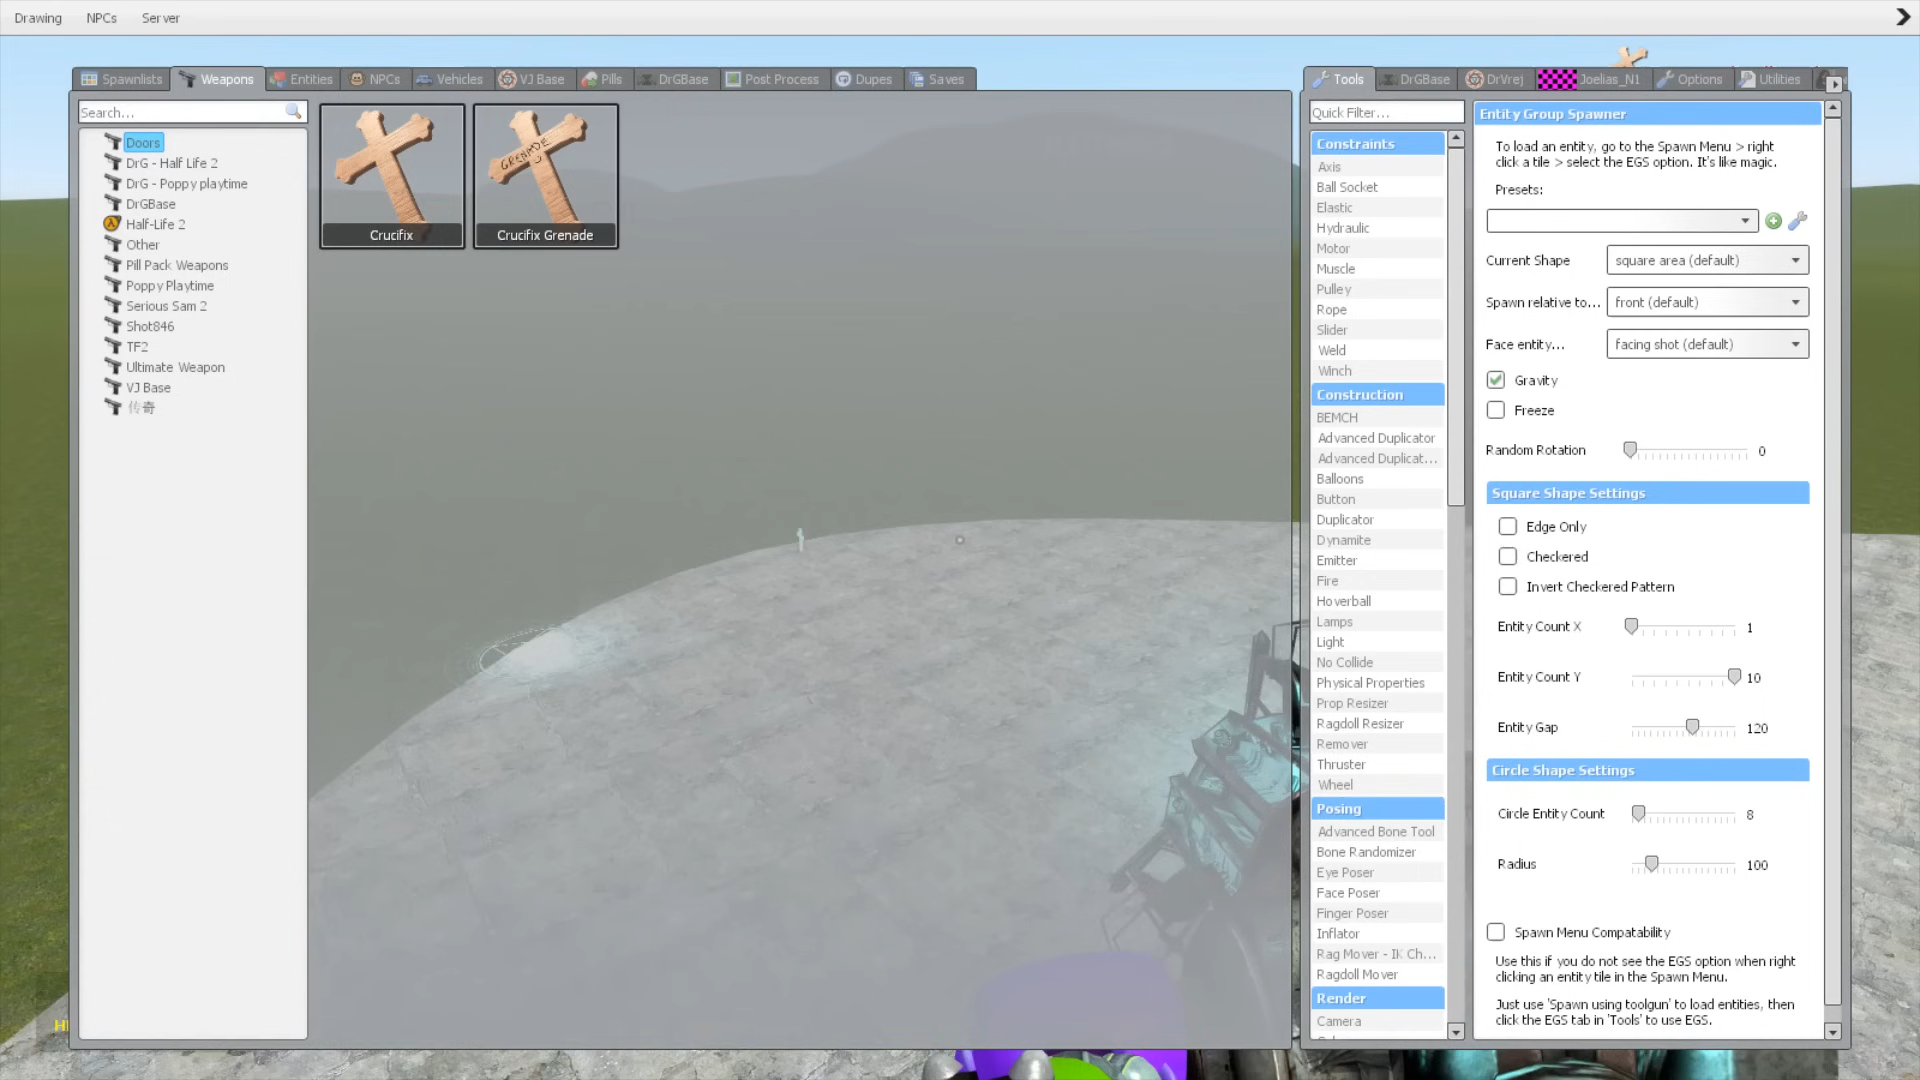 Drawing NPCs Server
Spawnlists Weapons Entities NPCs Vehicles VJ Base Pills DrGBase Post Process Dupes Saves
Search...
Doors
DrG - Half Life 2
DrG - Poppy playtime
DrGBase
Half-Life 2
Other
Pill Pack Weapons
Poppy Playtime
Serious Sam 2
Shot846
TF2
Ultimate Weapon
VJ Base
传奇
GRENADE
Crucifix
Crucifix Grenade
Tools DrGBase DrVrej Joelias_N1 Options Utilities
Quick Filter...
Constraints
Axis
Ball Socket
Elastic
Hydraulic
Motor
Muscle
Pulley
Rope
Slider
Weld
Winch
Construction
BEMCH
Advanced Duplicator
Advanced Duplicat...
Balloons
Button
Duplicator
Dynamite
Emitter
Fire
Hoverball
Lamps
Light
No Collide
Physical Properties
Prop Resizer
Ragdoll Resizer
Remover
Thruster
Wheel
Posing
Advanced Bone Tool
Bone Randomizer
Eye Poser
Face Poser
Finger Poser
Inflator
Rag Mover - IK Ch...
Ragdoll Mover
Render
Camera
Entity Group Spawner
To load an entity, go to the Spawn Menu > right
click a tile > select the EGS option. It's like magic.
Presets:
Current Shape square area (default)
Spawn relative to... front (default)
Face entity... facing shot (default)
Gravity
Freeze
Random Rotation 0
Square Shape Settings
Edge Only
Checkered
Invert Checkered Pattern
Entity Count X 1
Entity Count Y 10
Entity Gap 120
Circle Shape Settings
Circle Entity Count 8
Radius 100
Spawn Menu Compatability
Use this if you do not see the EGS option when right
clicking an entity tile in the Spawn Menu.
Just use 'Spawn using toolgun' to load entities, then
click the EGS tab in 'Tools' to use EGS.